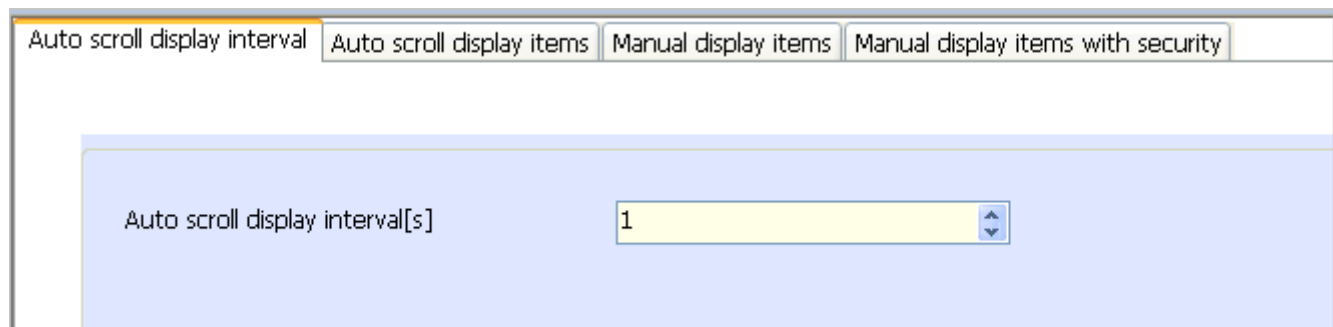 Auto scroll display interval Auto scroll display items Manual display items Manual display items with security
Auto scroll display interval[s] 1